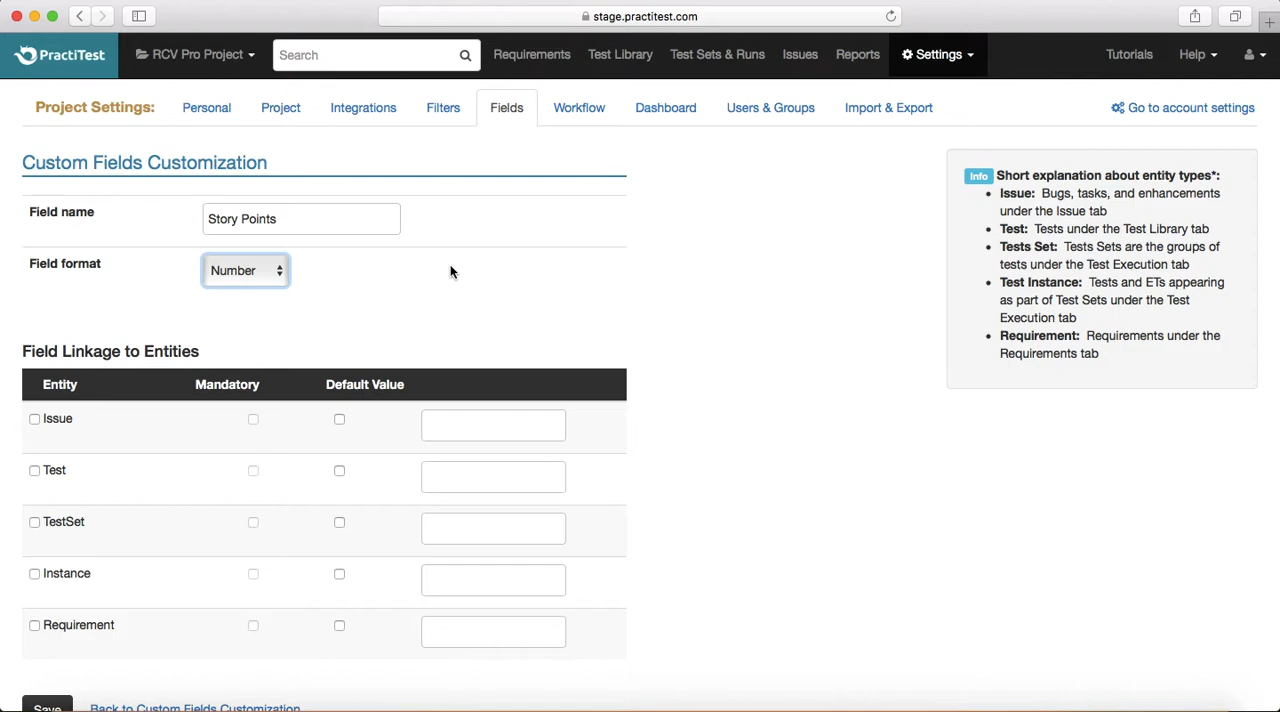 stage.practitest.com
PractiTest
RCV Pro Project
Search
Requirements
Test Library
Test Sets & Runs
Issues
Reports
Settings
Tutorials
Help
Project Settings:
Personal
Project
Integrations
Filters
Fields
Workflow
Dashboard
Users & Groups
Import & Export
Go to account settings
Custom Fields Customization
Field name
Story Points
Field format
Number
Field Linkage to Entities
Entity
Mandatory
Default Value
Issue
Test
TestSet
Instance
Requirement
Save
Back to Custom Fields Customization
Info Short explanation about entity types*:
Issue: Bugs, tasks, and enhancements
under the Issue tab
Test: Tests under the Test Library tab
Tests Set: Tests Sets are the groups of
tests under the Test Execution tab
Test Instance: Tests and ETs appearing
as part of Test Sets under the Test
Execution tab
Requirement: Requirements under the
Requirements tab